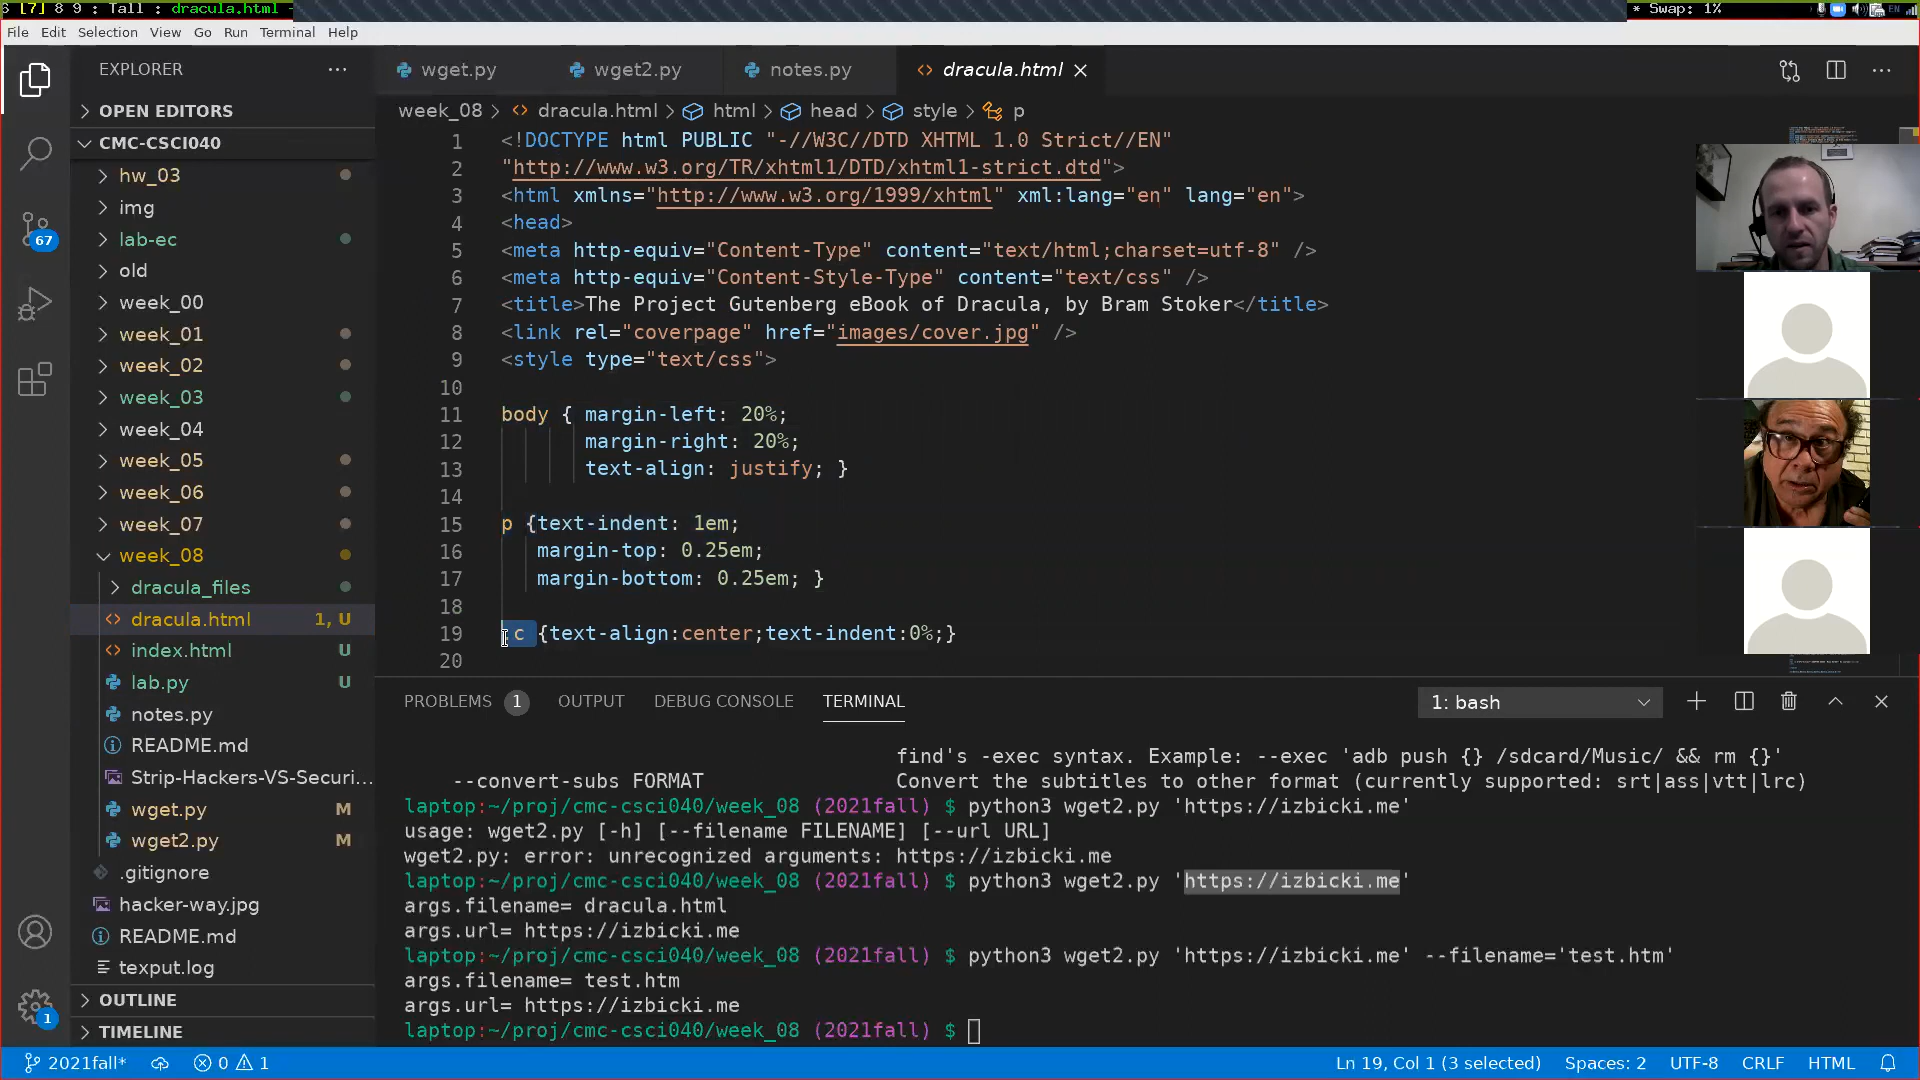 6 [7] 8 9 : Tall : dracula.html -
* Swap: 1%
EN
File Edit Selection View Go Run Terminal Help
EXPLORER
OPEN EDITORS
CMC-CSCI040
hw_03
img
lab-ec
old
week_00
week_01
week_02
week_03
week_04
week_05
week_06
week_07
week_08
dracula_files
dracula.html 1, U
index.html U
lab.py U
notes.py
README.md
Strip-Hackers-VS-Securi...
wget.py M
wget2.py M
.gitignore
hacker-way.jpg
README.md
texput.log
OUTLINE
TIMELINE
67
1
wget.py wget2.py notes.py dracula.html
week_08 > dracula.html > html > head > style > p
1 <!DOCTYPE html PUBLIC "-//W3C//DTD XHTML 1.0 Strict//EN"
2 "http://www.w3.org/TR/xhtml1/DTD/xhtml1-strict.dtd">
3 <html xmlns="http://www.w3.org/1999/xhtml" xml:lang="en" lang="en">
4 <head>
5 <meta http-equiv="Content-Type" content="text/html;charset=utf-8" />
6 <meta http-equiv="Content-Style-Type" content="text/css" />
7 <title>The Project Gutenberg eBook of Dracula, by Bram Stoker</title>
8 <link rel="coverpage" href="images/cover.jpg" />
9 <style type="text/css">
10
11 body { margin-left: 20%;
12 margin-right: 20%;
13 text-align: justify; }
14
15 p {text-indent: 1em;
16 margin-top: 0.25em;
17 margin-bottom: 0.25em; }
18
19 .c {text-align:center;text-indent:0%;}
20
PROBLEMS 1 OUTPUT DEBUG CONSOLE TERMINAL 1: bash
find's -exec syntax. Example: --exec 'adb push {} /sdcard/Music/ && rm {}'
--convert-subs FORMAT Convert the subtitles to other format (currently supported: srt|ass|vtt|lrc)
laptop:~/proj/cmc-csci040/week_08 (2021fall) $ python3 wget2.py 'https://izbicki.me'
usage: wget2.py [-h] [--filename FILENAME] [--url URL]
wget2.py: error: unrecognized arguments: https://izbicki.me
laptop:~/proj/cmc-csci040/week_08 (2021fall) $ python3 wget2.py 'https://izbicki.me'
args.filename= dracula.html
args.url= https://izbicki.me
laptop:~/proj/cmc-csci040/week_08 (2021fall) $ python3 wget2.py 'https://izbicki.me' --filename='test.htm'
args.filename= test.htm
args.url= https://izbicki.me
laptop:~/proj/cmc-csci040/week_08 (2021fall) $
2021fall* 0 1 Ln 19, Col 1 (3 selected) Spaces: 2 UTF-8 CRLF HTML